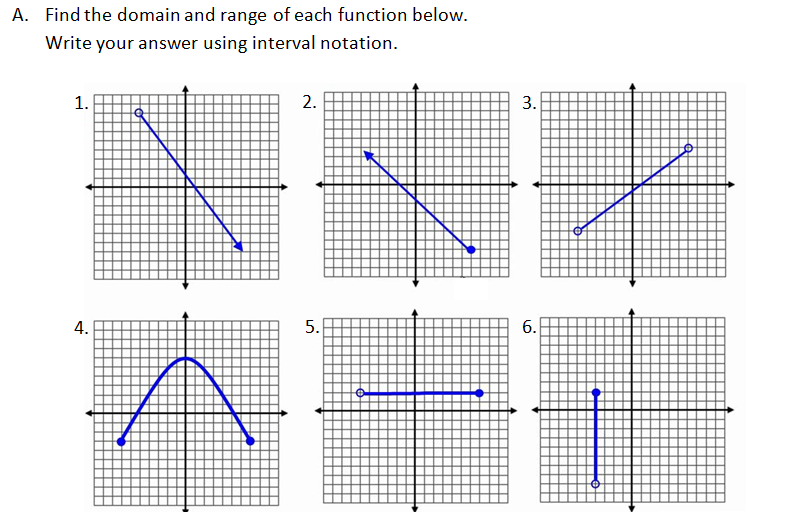 A. Find the domain and range of each function below.
Write your answer using interval notation.
1. 2. 3.
4. 5. 6.